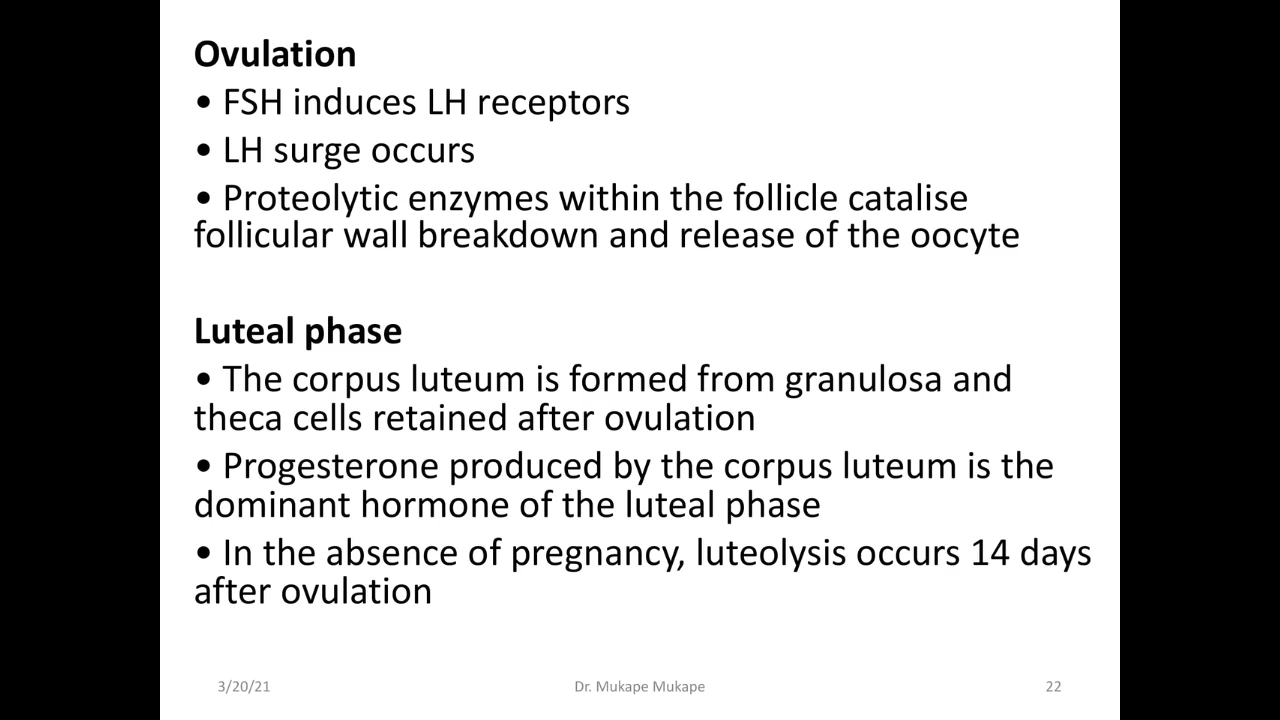 Ovulation
• FSH induces LH receptors
• LH surge occurs
• Proteolytic enzymes within the follicle catalise
follicular wall breakdown and release of the oocyte
Luteal phase
• The corpus luteum is formed from granulosa and
theca cells retained after ovulation
• Progesterone produced by the corpus luteum is the
dominant hormone of the luteal phase
• In the absence of pregnancy, luteolysis occurs 14 days
after ovulation
3/20/21
Dr. Mukape Mukape
22